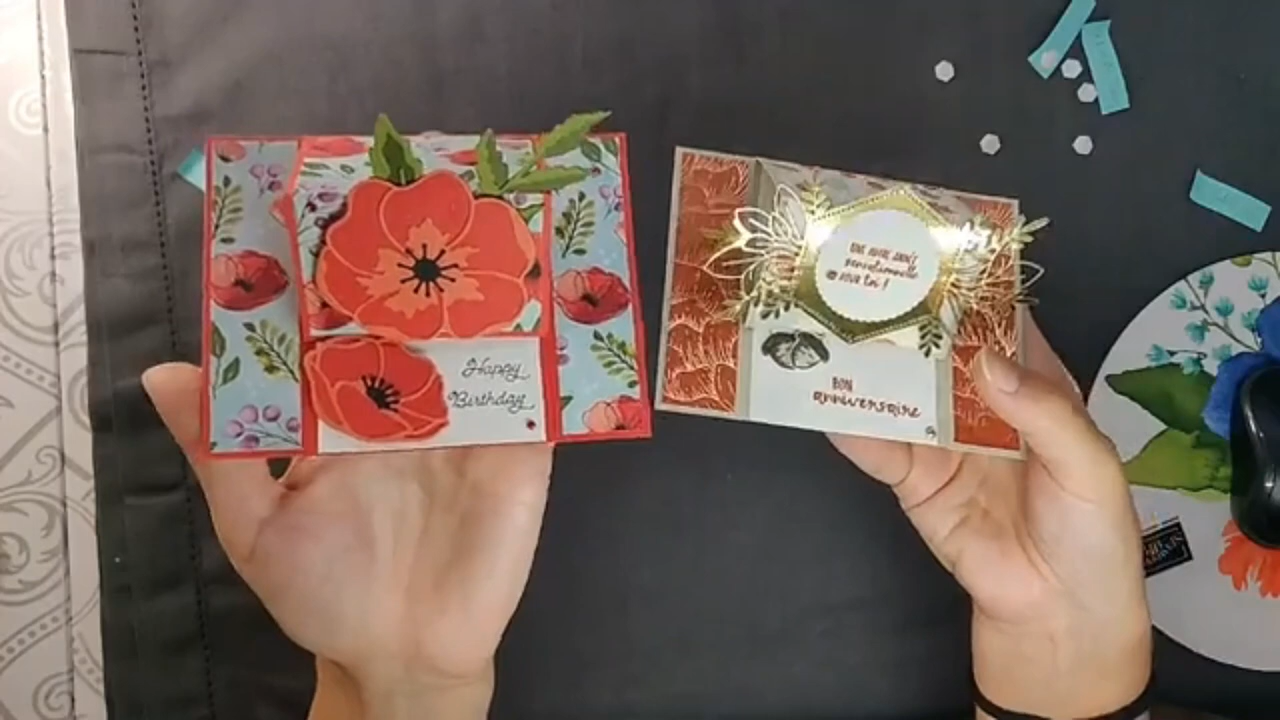 Happy
Birthday
UNE AUTRE ANNÉE
sensationnelle
POUR toi !
BON
anniversaire